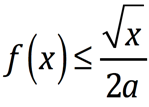 f(x) ≤ √x / 2a